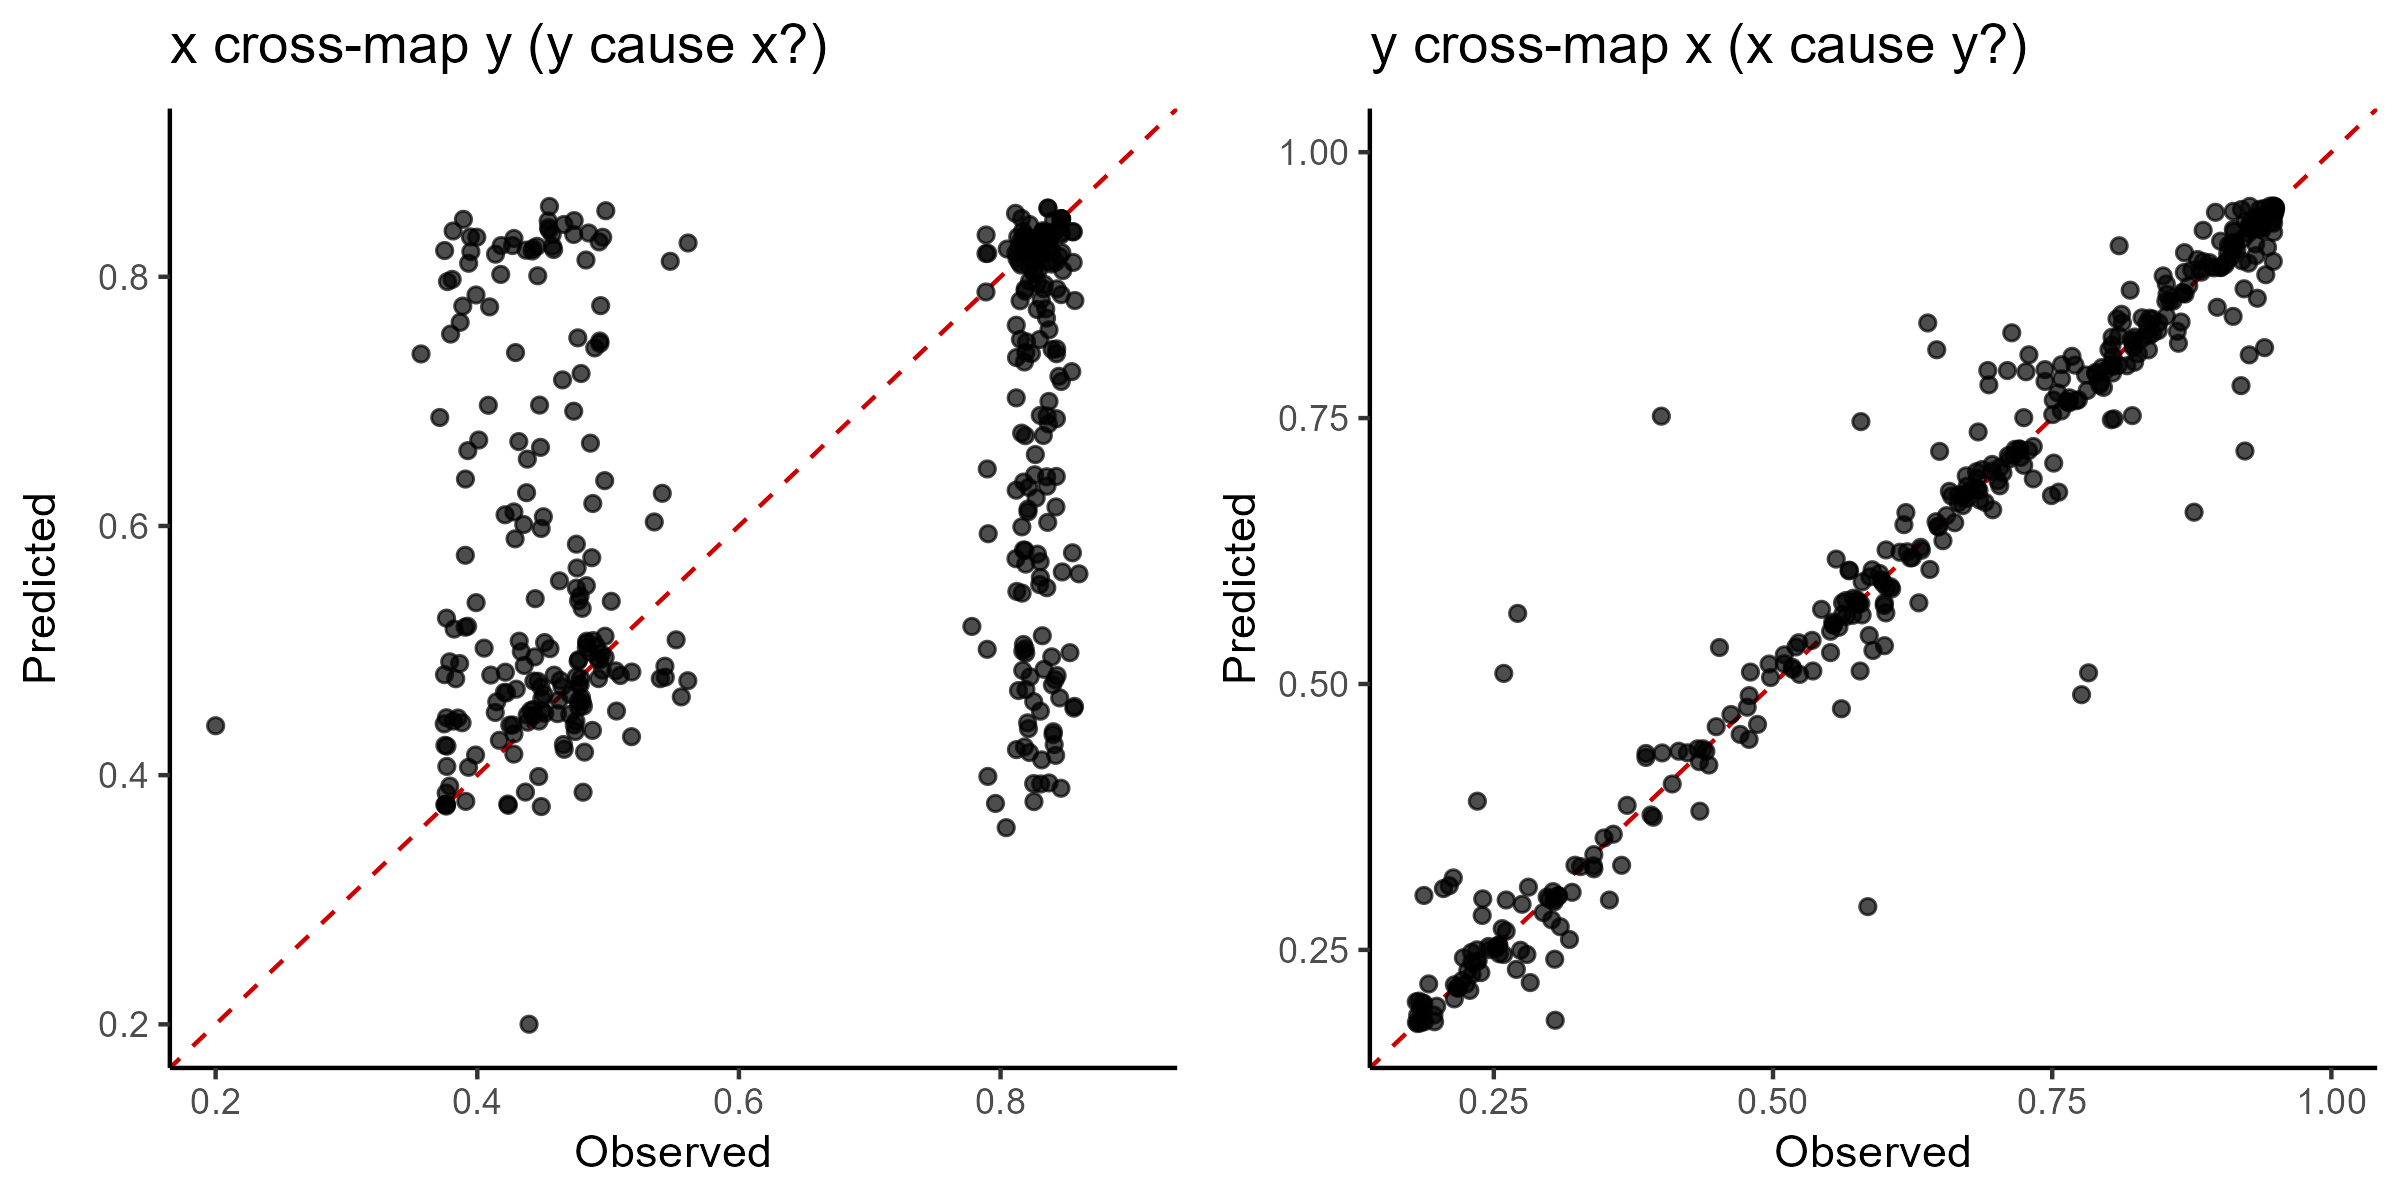 x cross-map y (y cause x?)
0.8
0.6
0.4
0.2
Predicted
0.2 0.4 0.6 0.8
Observed
y cross-map x (x cause y?)
1.00
0.75
0.50
0.25
Predicted
0.25 0.50 0.75 1.00
Observed